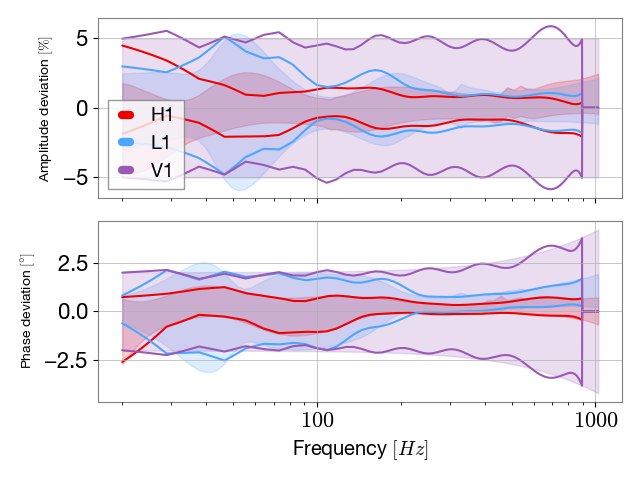 Amplitude deviation [%]
5
0
−5
H1
L1
V1
Phase deviation [°]
2.5
0.0
−2.5
100
1000
Frequency [Hz]